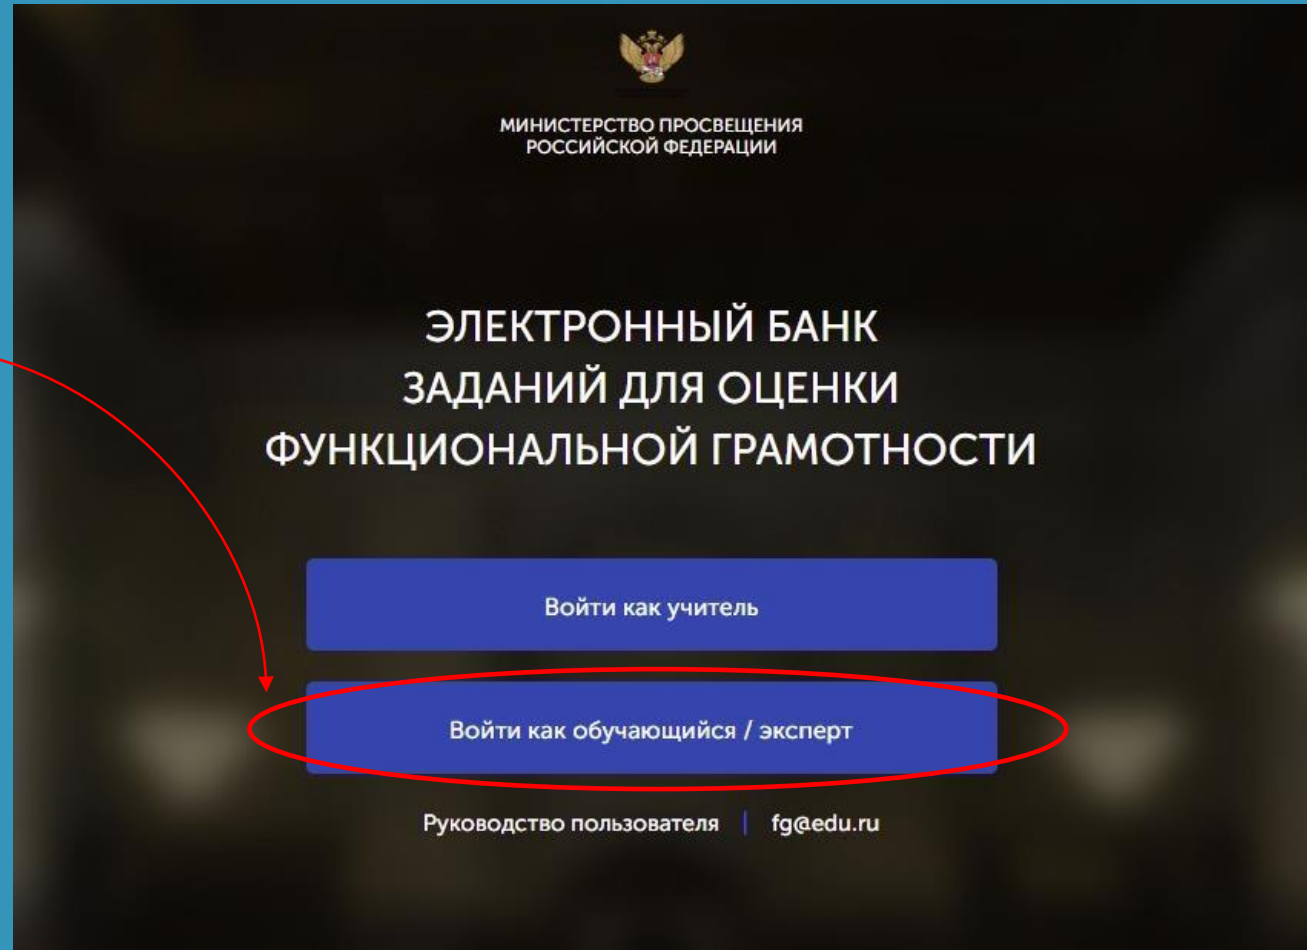 МИНИСТЕРСТВО ПРОСВЕЩЕНИЯ
РОССИЙСКОЙ ФЕДЕРАЦИИ
ЭЛЕКТРОННЫЙ БАНК
ЗАДАНИЙ ДЛЯ ОЦЕНКИ
ФУНКЦИОНАЛЬНОЙ ГРАМОТНОСТИ
Войти как учитель
Войти как обучающийся / эксперт
Руководство пользователя | fg@edu.ru